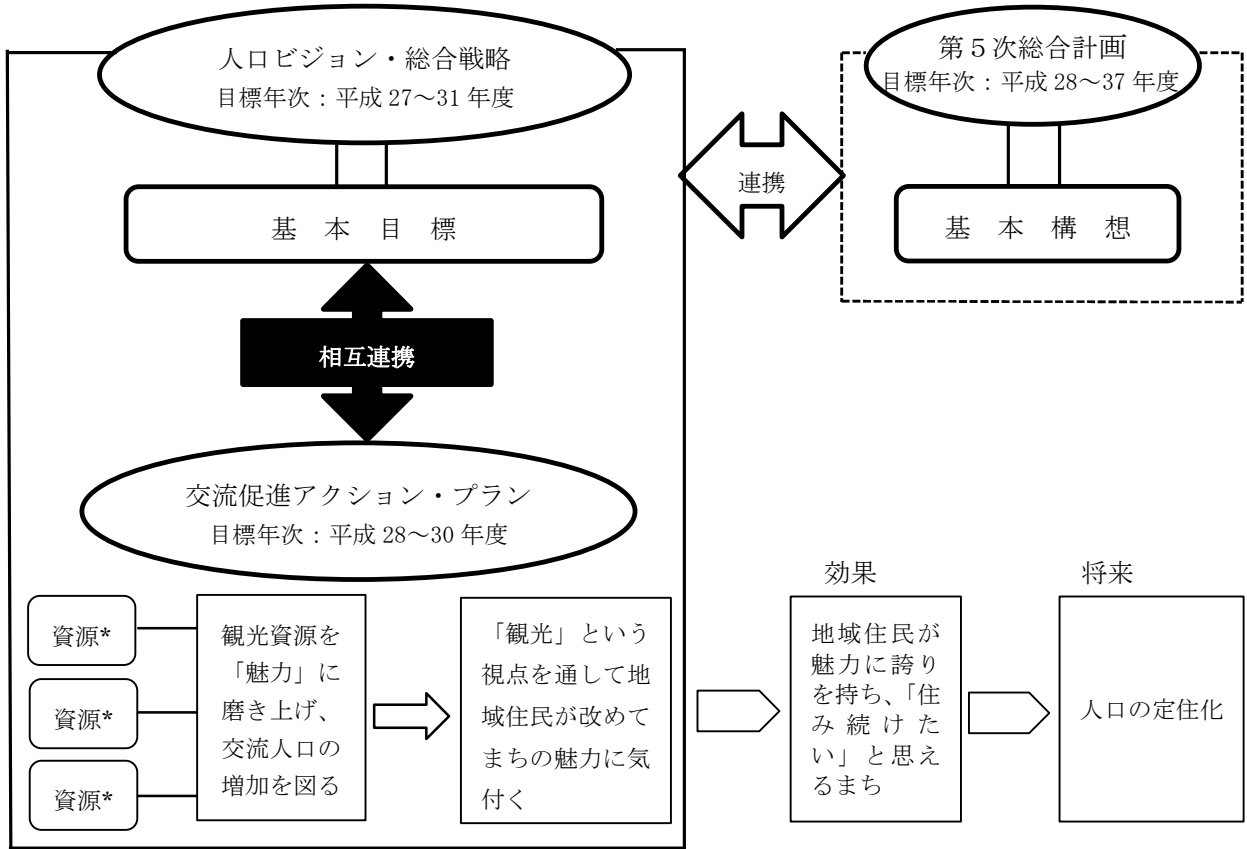 人口ビジョン・総合戦略
目標年次：平成 27～31 年度
第５次総合計画
目標年次：平成 28～37 年度
連携
基本目標
基本構想
相互連携
交流促進アクション・プラン
目標年次：平成 28～30 年度
資源*
資源*
資源*
観光資源を
「魅力」に
磨き上げ、
交流人口の
増加を図る
「観光」という
視点を通して地
域住民が改めて
まちの魅力に気
付く
効果
地域住民が
魅力に誇り
を持ち、「住
み続けた
い」と思え
るまち
将来
人口の定住化